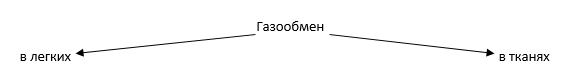 Газообмен
в легких
в тканях